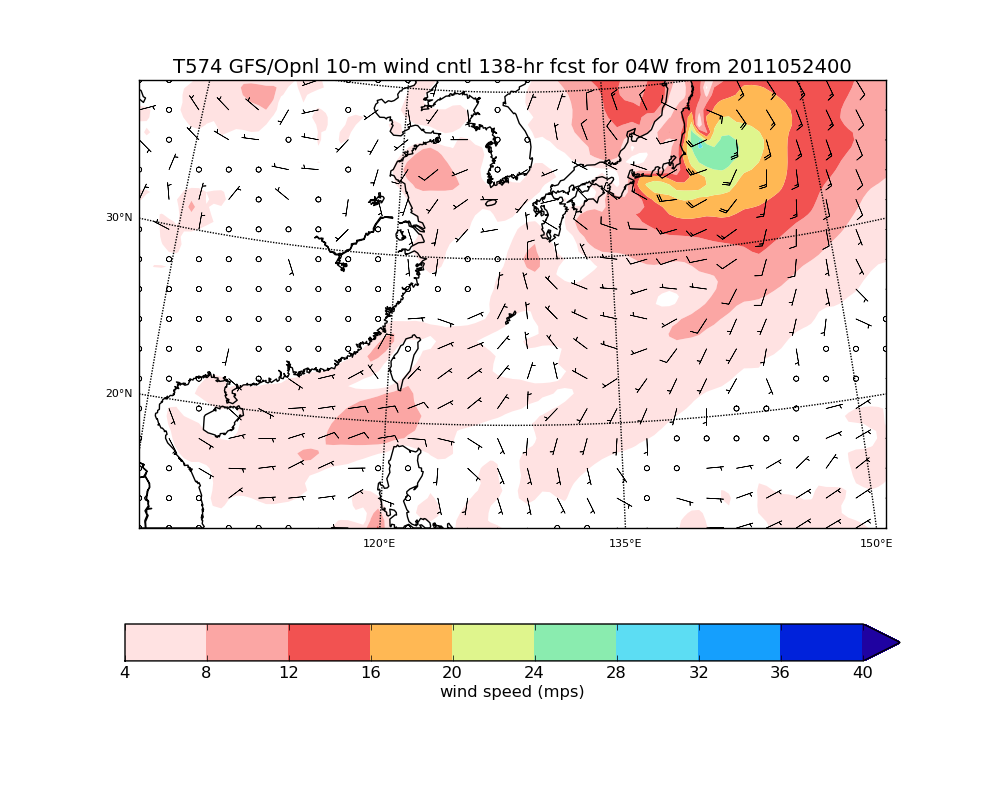 T574 GFS/Opnl 10-m wind cntl 138-hr fcst for 04W from 2011052400
30°N
20°N
120°E 135°E 150°E
4 8 12 16 20 24 28 32 36 40
wind speed (mps)